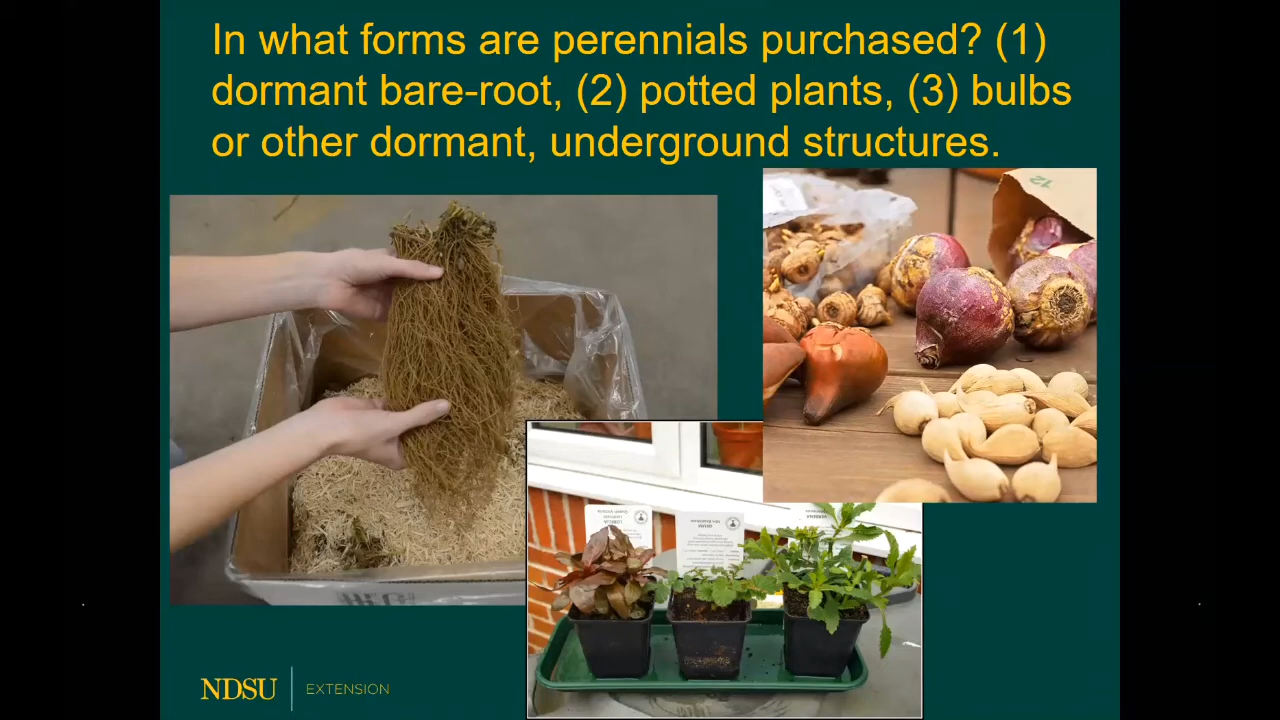 In what forms are perennials purchased? (1)
dormant bare-root, (2) potted plants, (3) bulbs
or other dormant, underground structures.
12
NDSU | EXTENSION